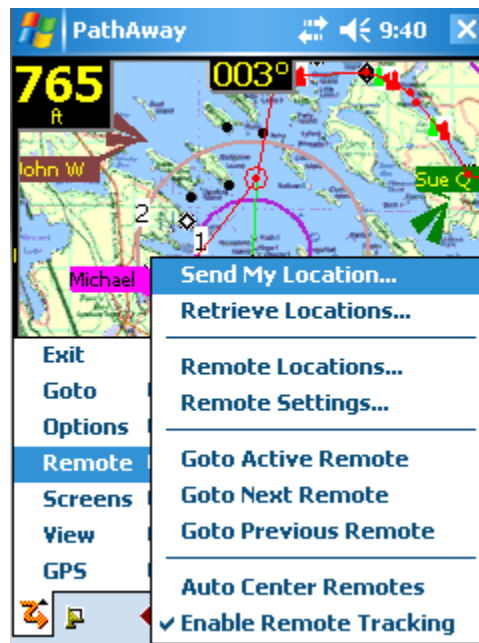 PathAway
9:40
765
ft
003°
John W
Sue Q
2
1
Michael
Send My Location...
Retrieve Locations...
Remote Locations...
Remote Settings...
Goto Active Remote
Goto Next Remote
Goto Previous Remote
Auto Center Remotes
Enable Remote Tracking
Exit
Goto
Options
Remote
Screens
View
GPS